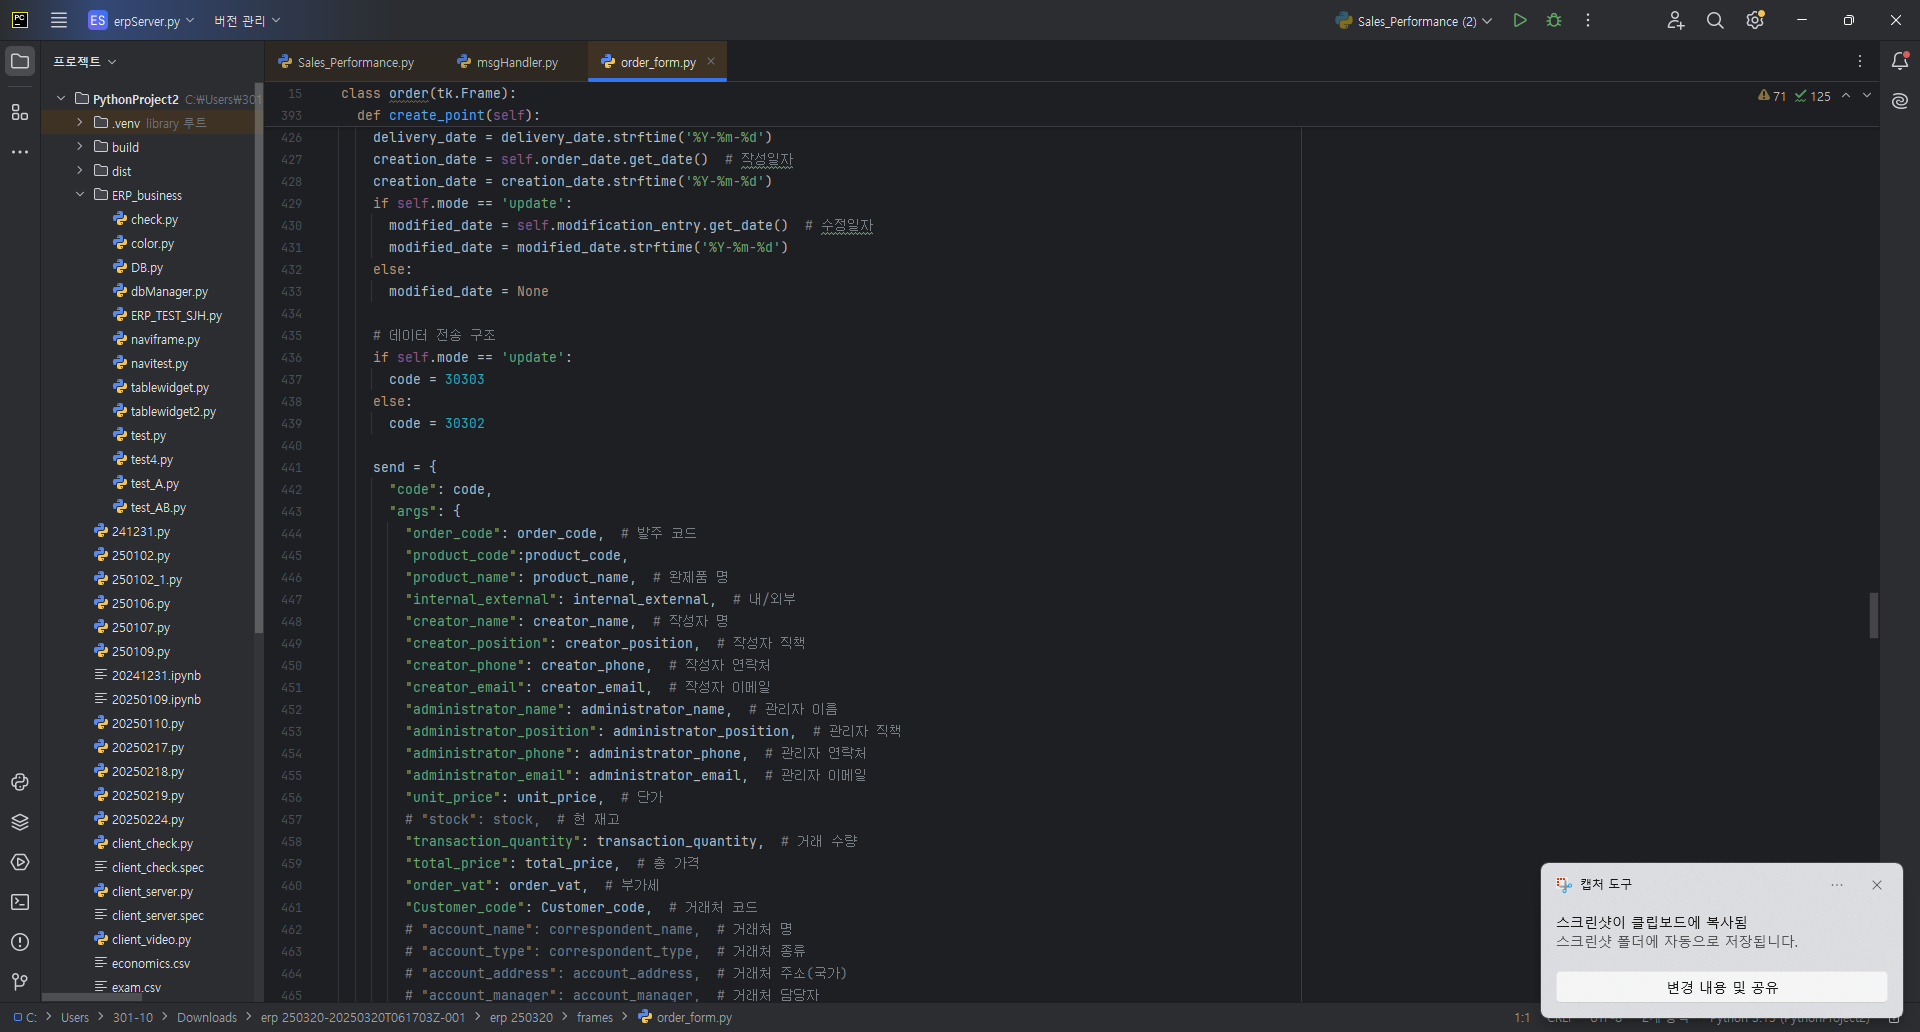 PC
ES erpServer.py
버전 관리
Sales_Performance (2)
프로젝트
Sales_Performance.py
msgHandler.py
order_form.py
PythonProject2 C:₩Users₩301
.venv library 루트
build
dist
ERP_business
check.py
color.py
DB.py
dbManager.py
ERP_TEST_SJH.py
naviframe.py
navitest.py
tablewidget.py
tablewidget2.py
test.py
test4.py
test_A.py
test_AB.py
241231.py
250102.py
250102_1.py
250106.py
250107.py
250109.py
20241231.ipynb
20250109.ipynb
20250110.py
20250217.py
20250218.py
20250219.py
20250224.py
client_check.py
client_check.spec
client_server.py
client_server.spec
client_video.py
economics.csv
exam.csv
71 125
15 class order(tk.Frame):
393 def create_point(self):
426 delivery_date = delivery_date.strftime('%Y-%m-%d')
427 creation_date = self.order_date.get_date() # 작성일자
428 creation_date = creation_date.strftime('%Y-%m-%d')
429 if self.mode == 'update':
430 modified_date = self.modification_entry.get_date() # 수정일자
431 modified_date = modified_date.strftime('%Y-%m-%d')
432 else:
433 modified_date = None
434
435 # 데이터 전송 구조
436 if self.mode == 'update':
437 code = 30303
438 else:
439 code = 30302
440
441 send = {
442 "code": code,
443 "args": {
444 "order_code": order_code, # 발주 코드
445 "product_code":product_code,
446 "product_name": product_name, # 완제품 명
447 "internal_external": internal_external, # 내/외부
448 "creator_name": creator_name, # 작성자 명
449 "creator_position": creator_position, # 작성자 직책
450 "creator_phone": creator_phone, # 작성자 연락처
451 "creator_email": creator_email, # 작성자 이메일
452 "administrator_name": administrator_name, # 관리자 이름
453 "administrator_position": administrator_position, # 관리자 직책
454 "administrator_phone": administrator_phone, # 관리자 연락처
455 "administrator_email": administrator_email, # 관리자 이메일
456 "unit_price": unit_price, # 단가
457 # "stock": stock, # 현 재고
458 "transaction_quantity": transaction_quantity, # 거래 수량
459 "total_price": total_price, # 총 가격
460 "order_vat": order_vat, # 부가세
461 "Customer_code": Customer_code, # 거래처 코드
462 # "account_name": correspondent_name, # 거래처 명
463 # "account_type": correspondent_type, # 거래처 종류
464 # "account_address": account_address, # 거래처 주소(국가)
465 # "account_manager": account_manager, # 거래처 담당자
캡처 도구
스크린샷이 클립보드에 복사됨
스크린샷 폴더에 자동으로 저장됩니다.
변경 내용 및 공유
C: > Users > 301-10 > Downloads > erp 250320-20250320T061703Z-001 > erp 250320 > frames > order_form.py
1:1